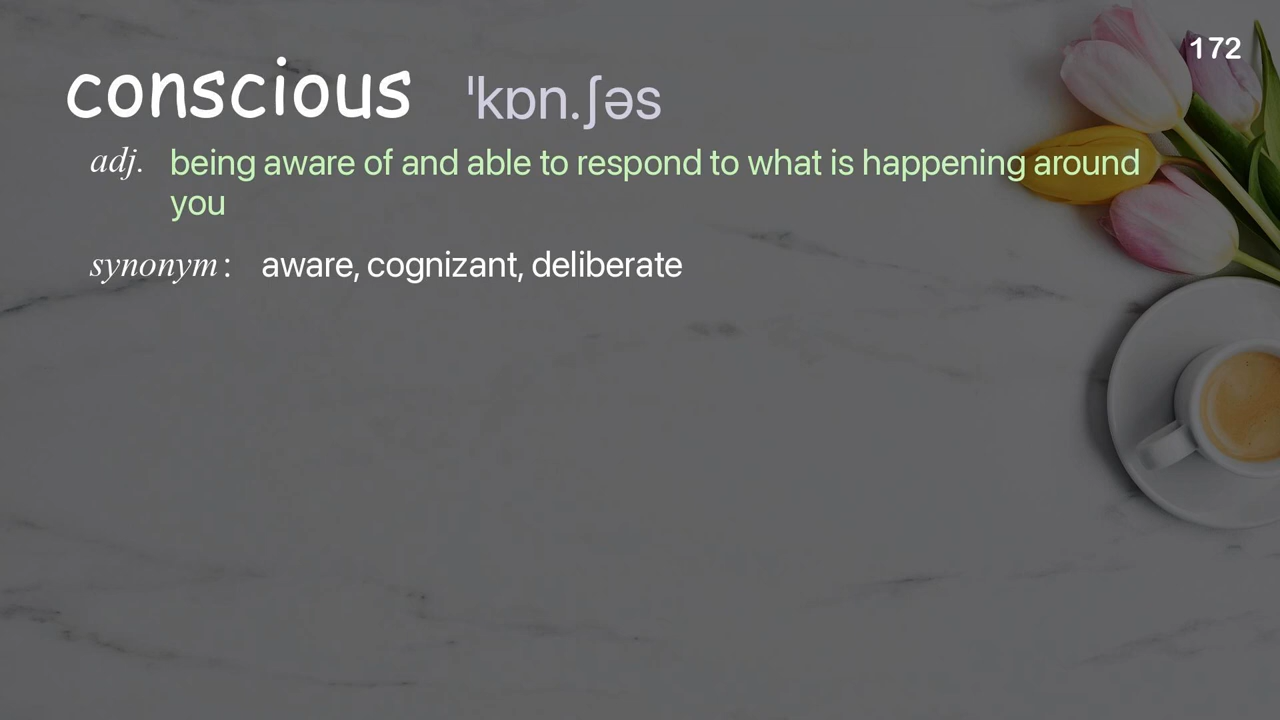 172
conscious ˈkɒn.ʃəs
adj. being aware of and able to respond to what is happening around
you
synonym: aware, cognizant, deliberate